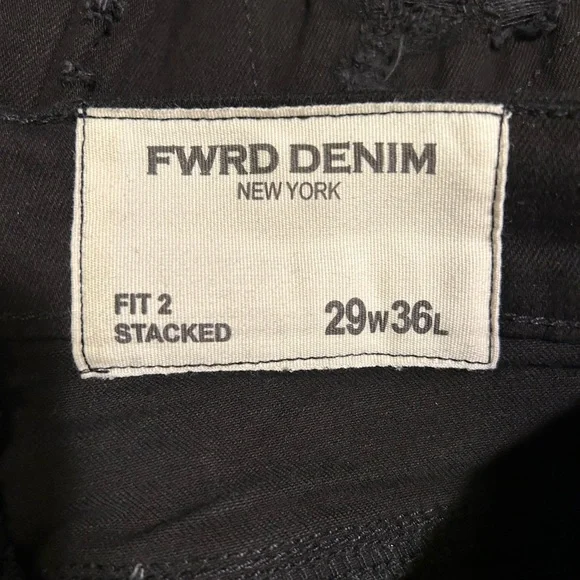 FWRD DENIM
NEW YORK
FIT 2
STACKED
29W36L